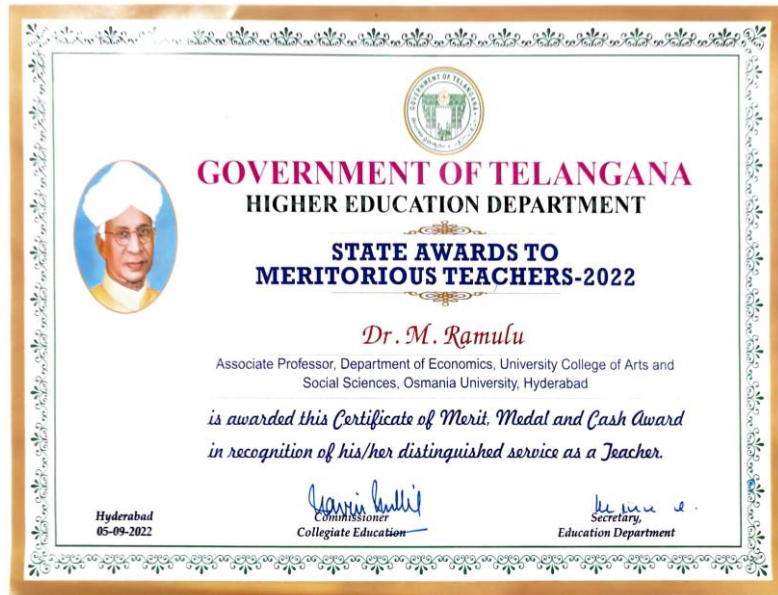 GOVERNMENT OF TELANGANA
GOVERNMENT OF TELANGANA
HIGHER EDUCATION DEPARTMENT
STATE AWARDS TO
MERITORIOUS TEACHERS-2022
Dr. M. Ramulu
Associate Professor, Department of Economics, University College of Arts and
Social Sciences, Osmania University, Hyderabad
is awarded this Certificate of Merit, Medal and Cash Award
in recognition of his/her distinguished service as a Teacher.
Hyderabad
05-09-2022
Commissioner
Collegiate Education
Secretary,
Education Department